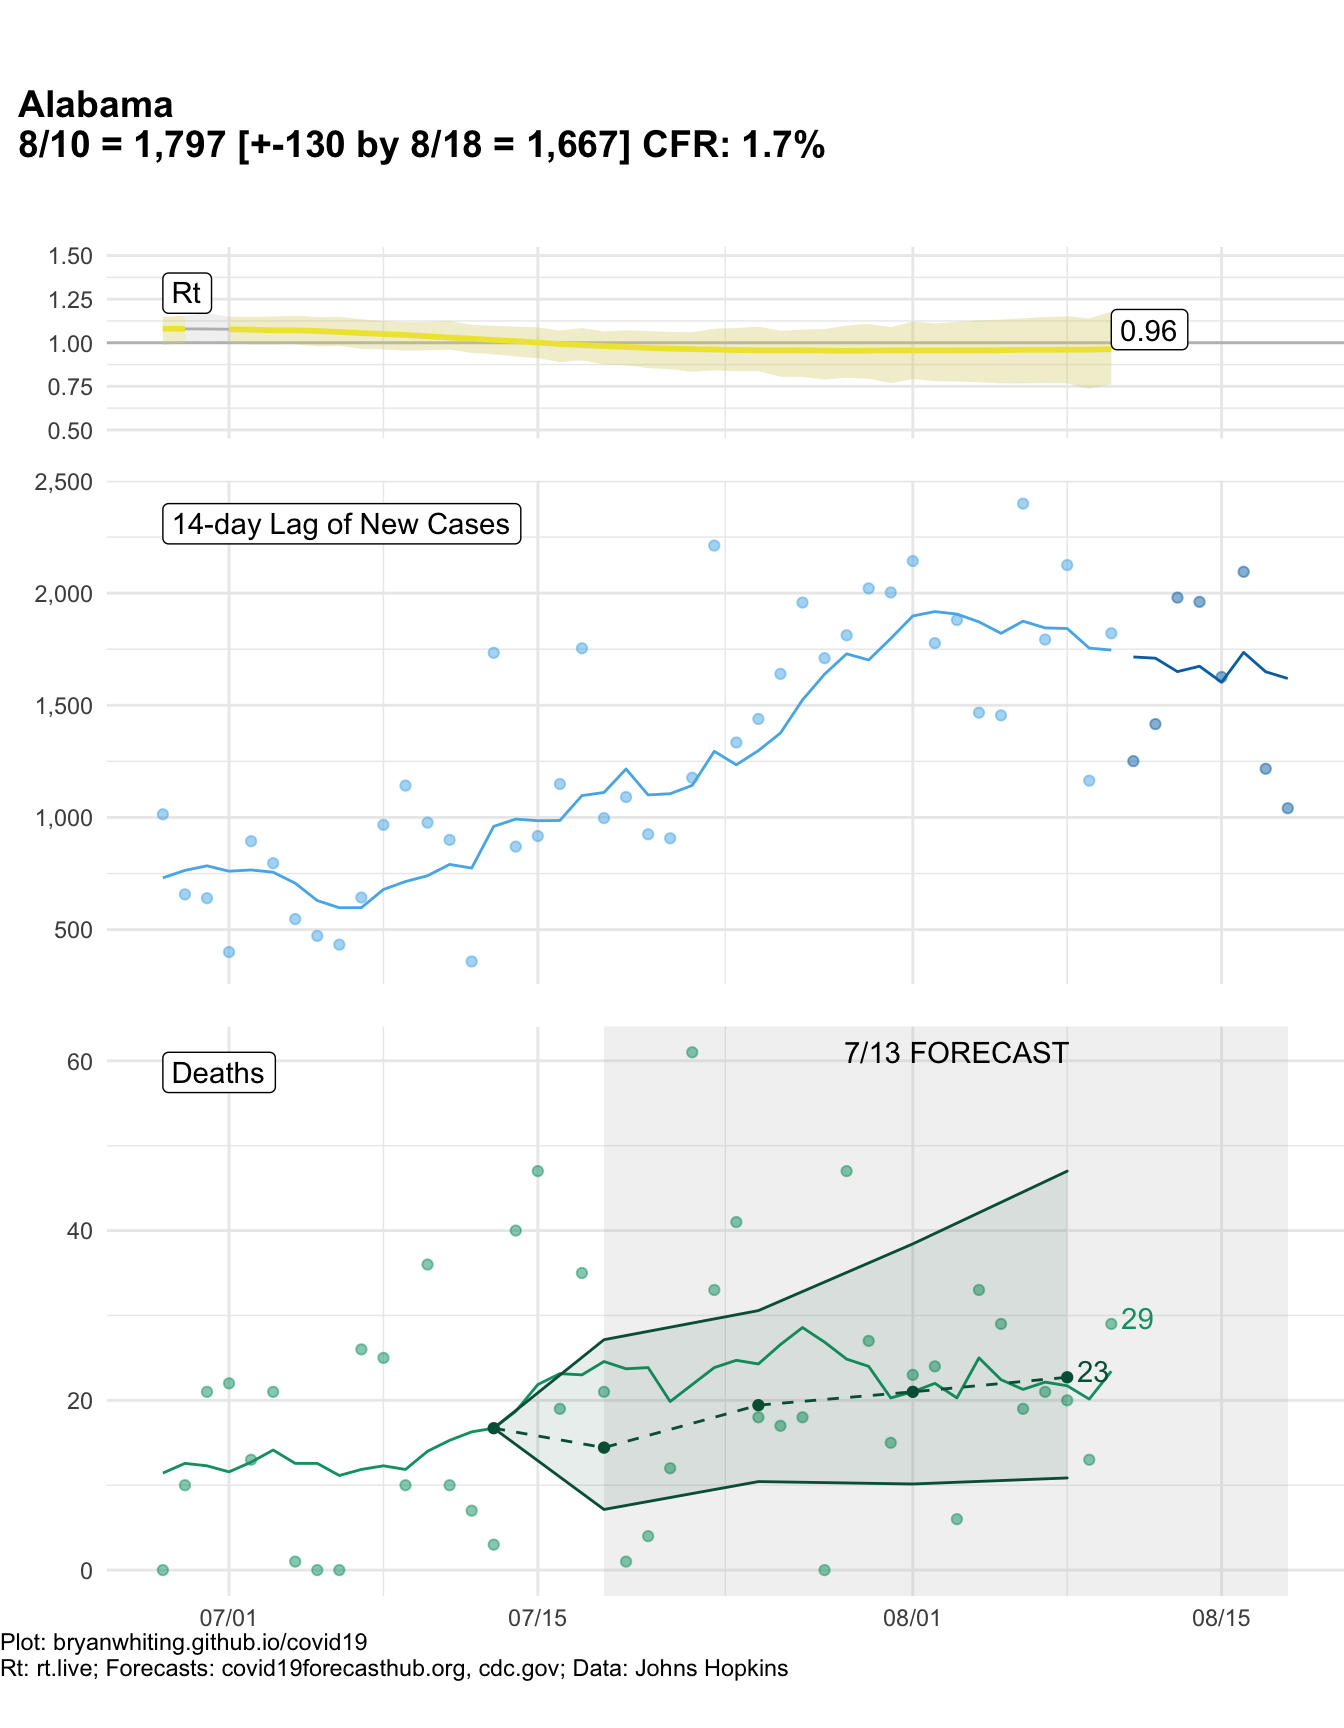 Alabama
8/10 = 1,797 [+-130 by 8/18 = 1,667] CFR: 1.7%
1.50
1.25
1.00
0.75
0.50
Rt
0.96
2,500
2,000
1,500
1,000
500
14-day Lag of New Cases
60
40
20
0
Deaths
7/13 FORECAST
29
23
07/01
07/15
08/01
08/15
Plot: bryanwhiting.github.io/covid19
Rt: rt.live; Forecasts: covid19forecasthub.org, cdc.gov; Data: Johns Hopkins